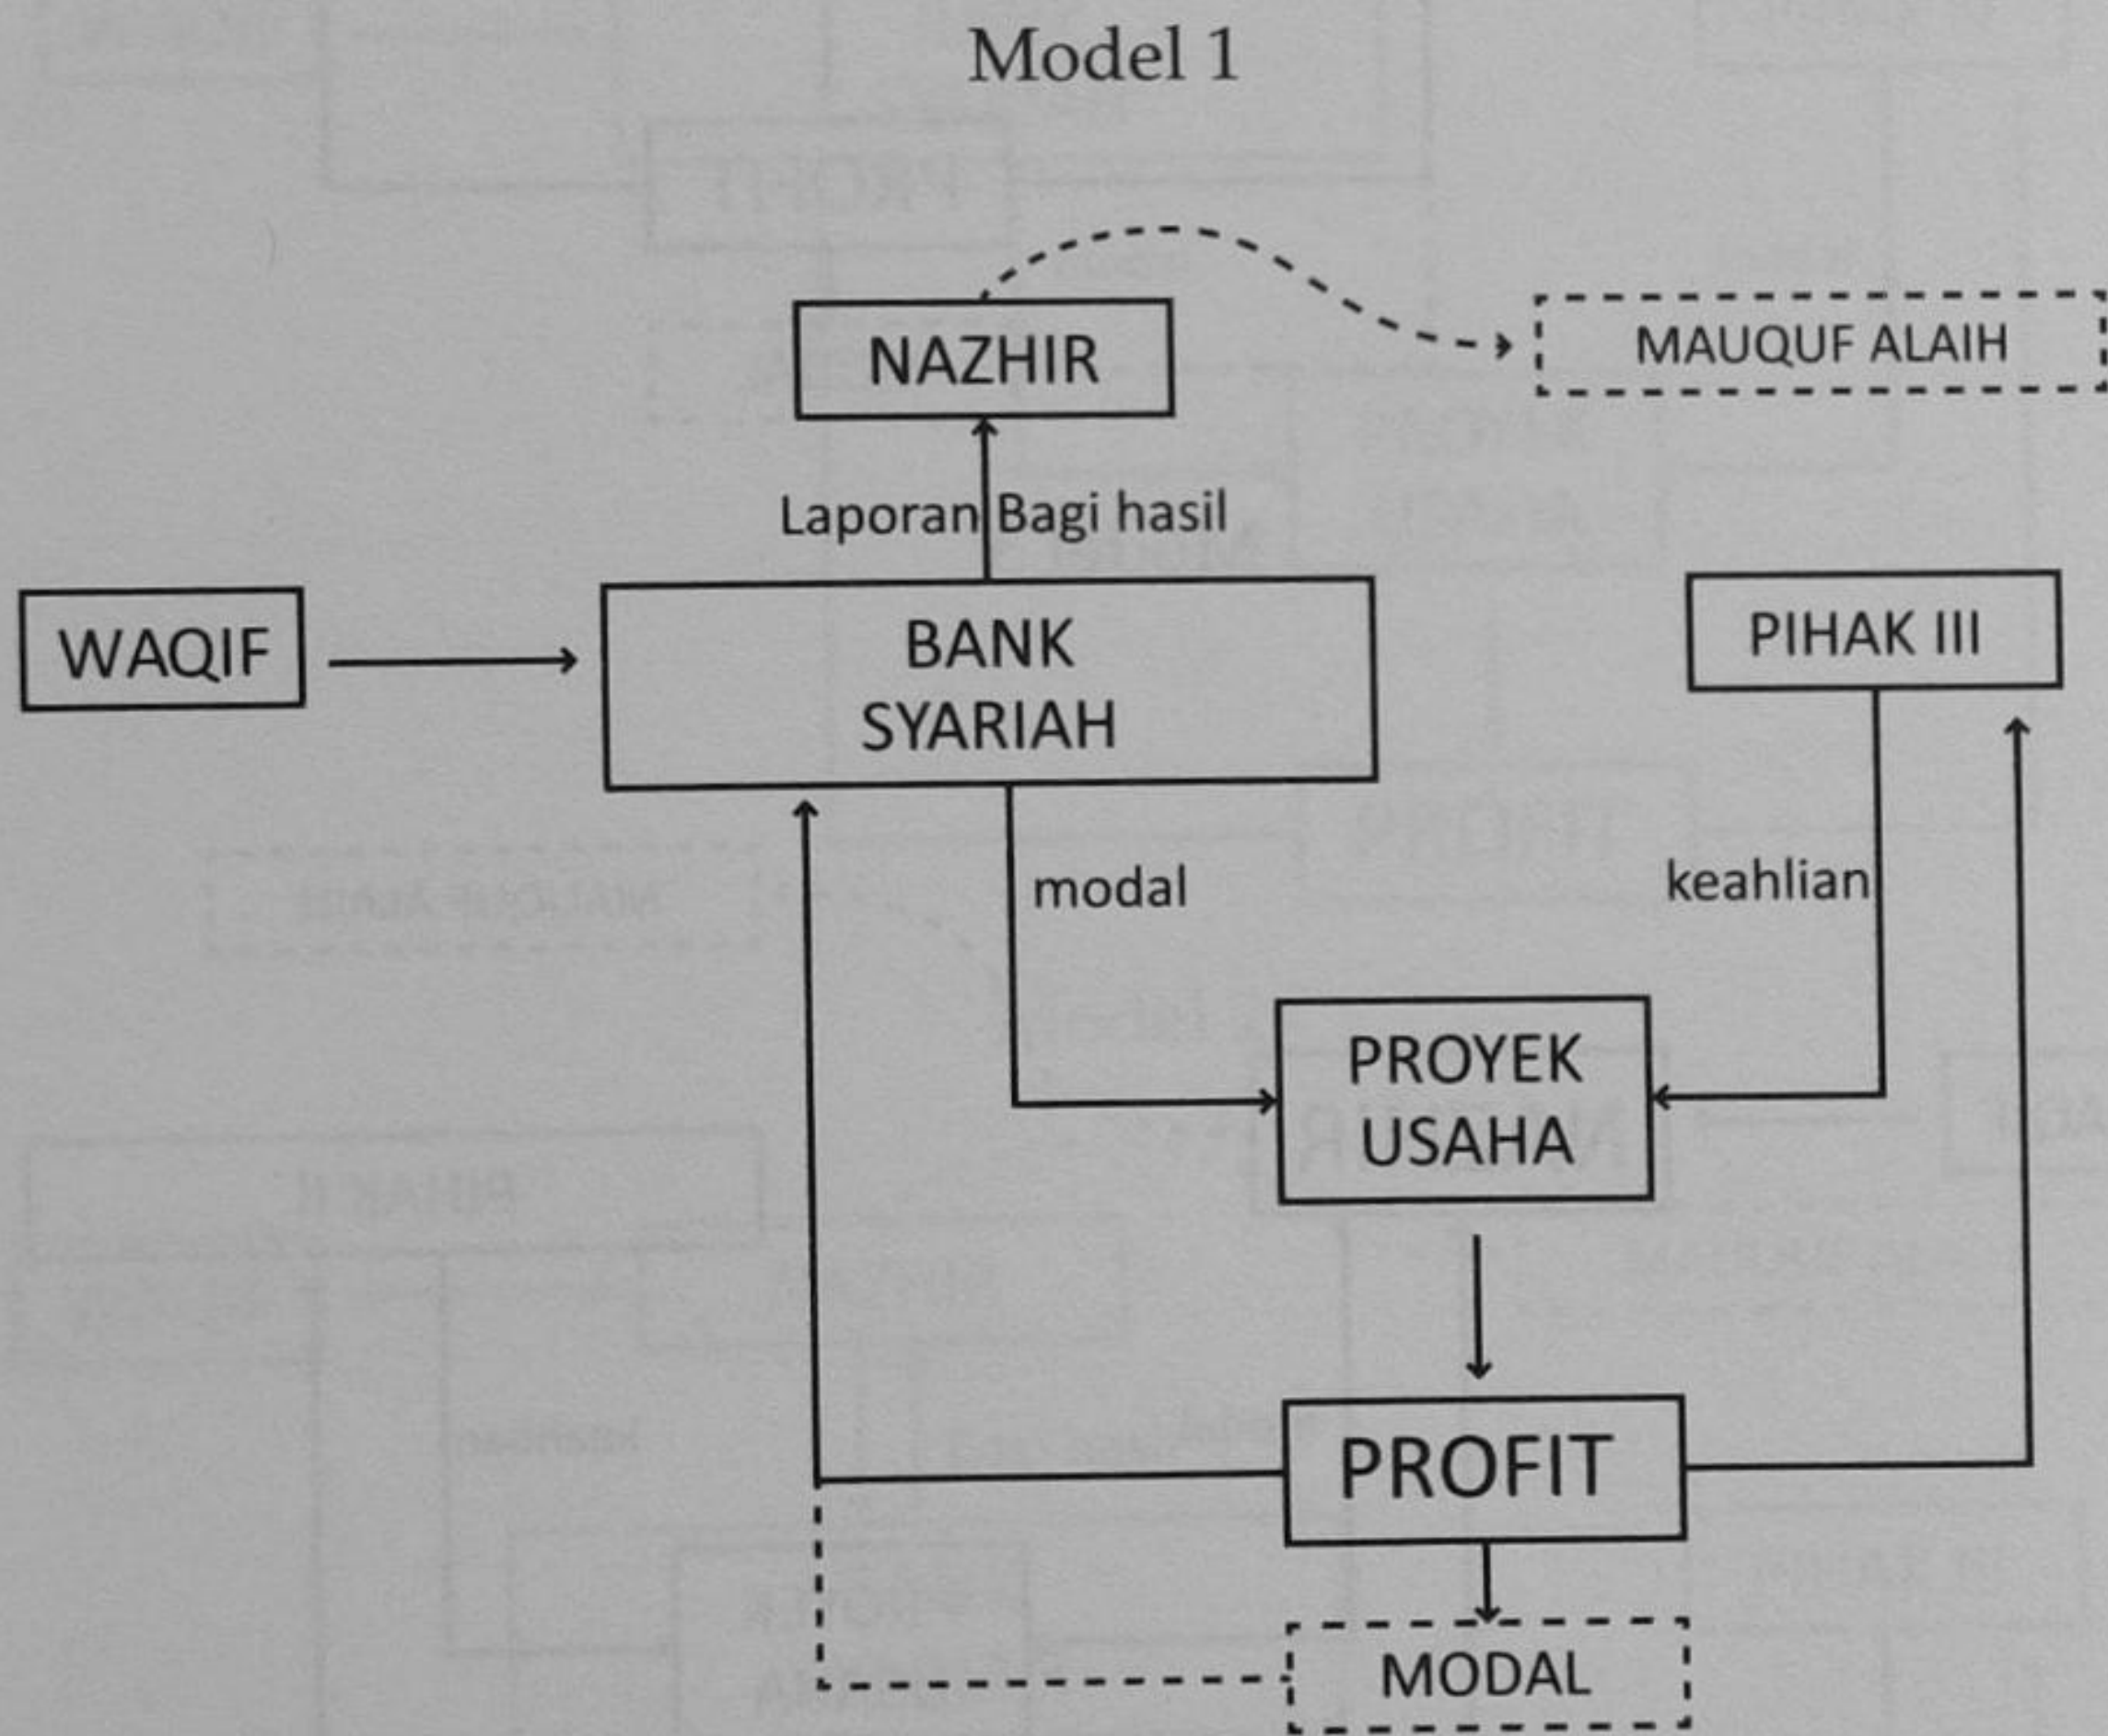 Model 1
NAZHIR
MAUQUF ALAIH
Laporan Bagi hasil
WAQIF
BANK
SYARIAH
PIHAK III
modal
keahlian
PROYEK
USAHA
PROFIT
MODAL